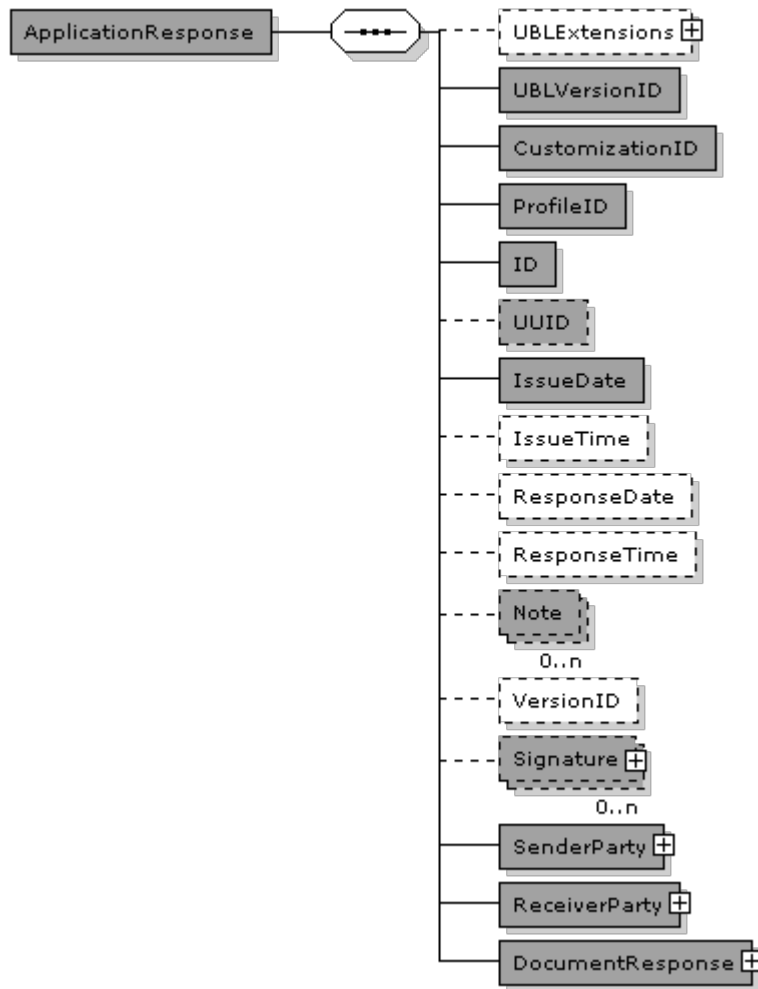 ApplicationResponse
UBLExtensions
UBLVersionID
CustomizationID
ProfileID
ID
UUID
IssueDate
IssueTime
ResponseDate
ResponseTime
Note
0..n
VersionID
Signature
0..n
SenderParty
ReceiverParty
DocumentResponse